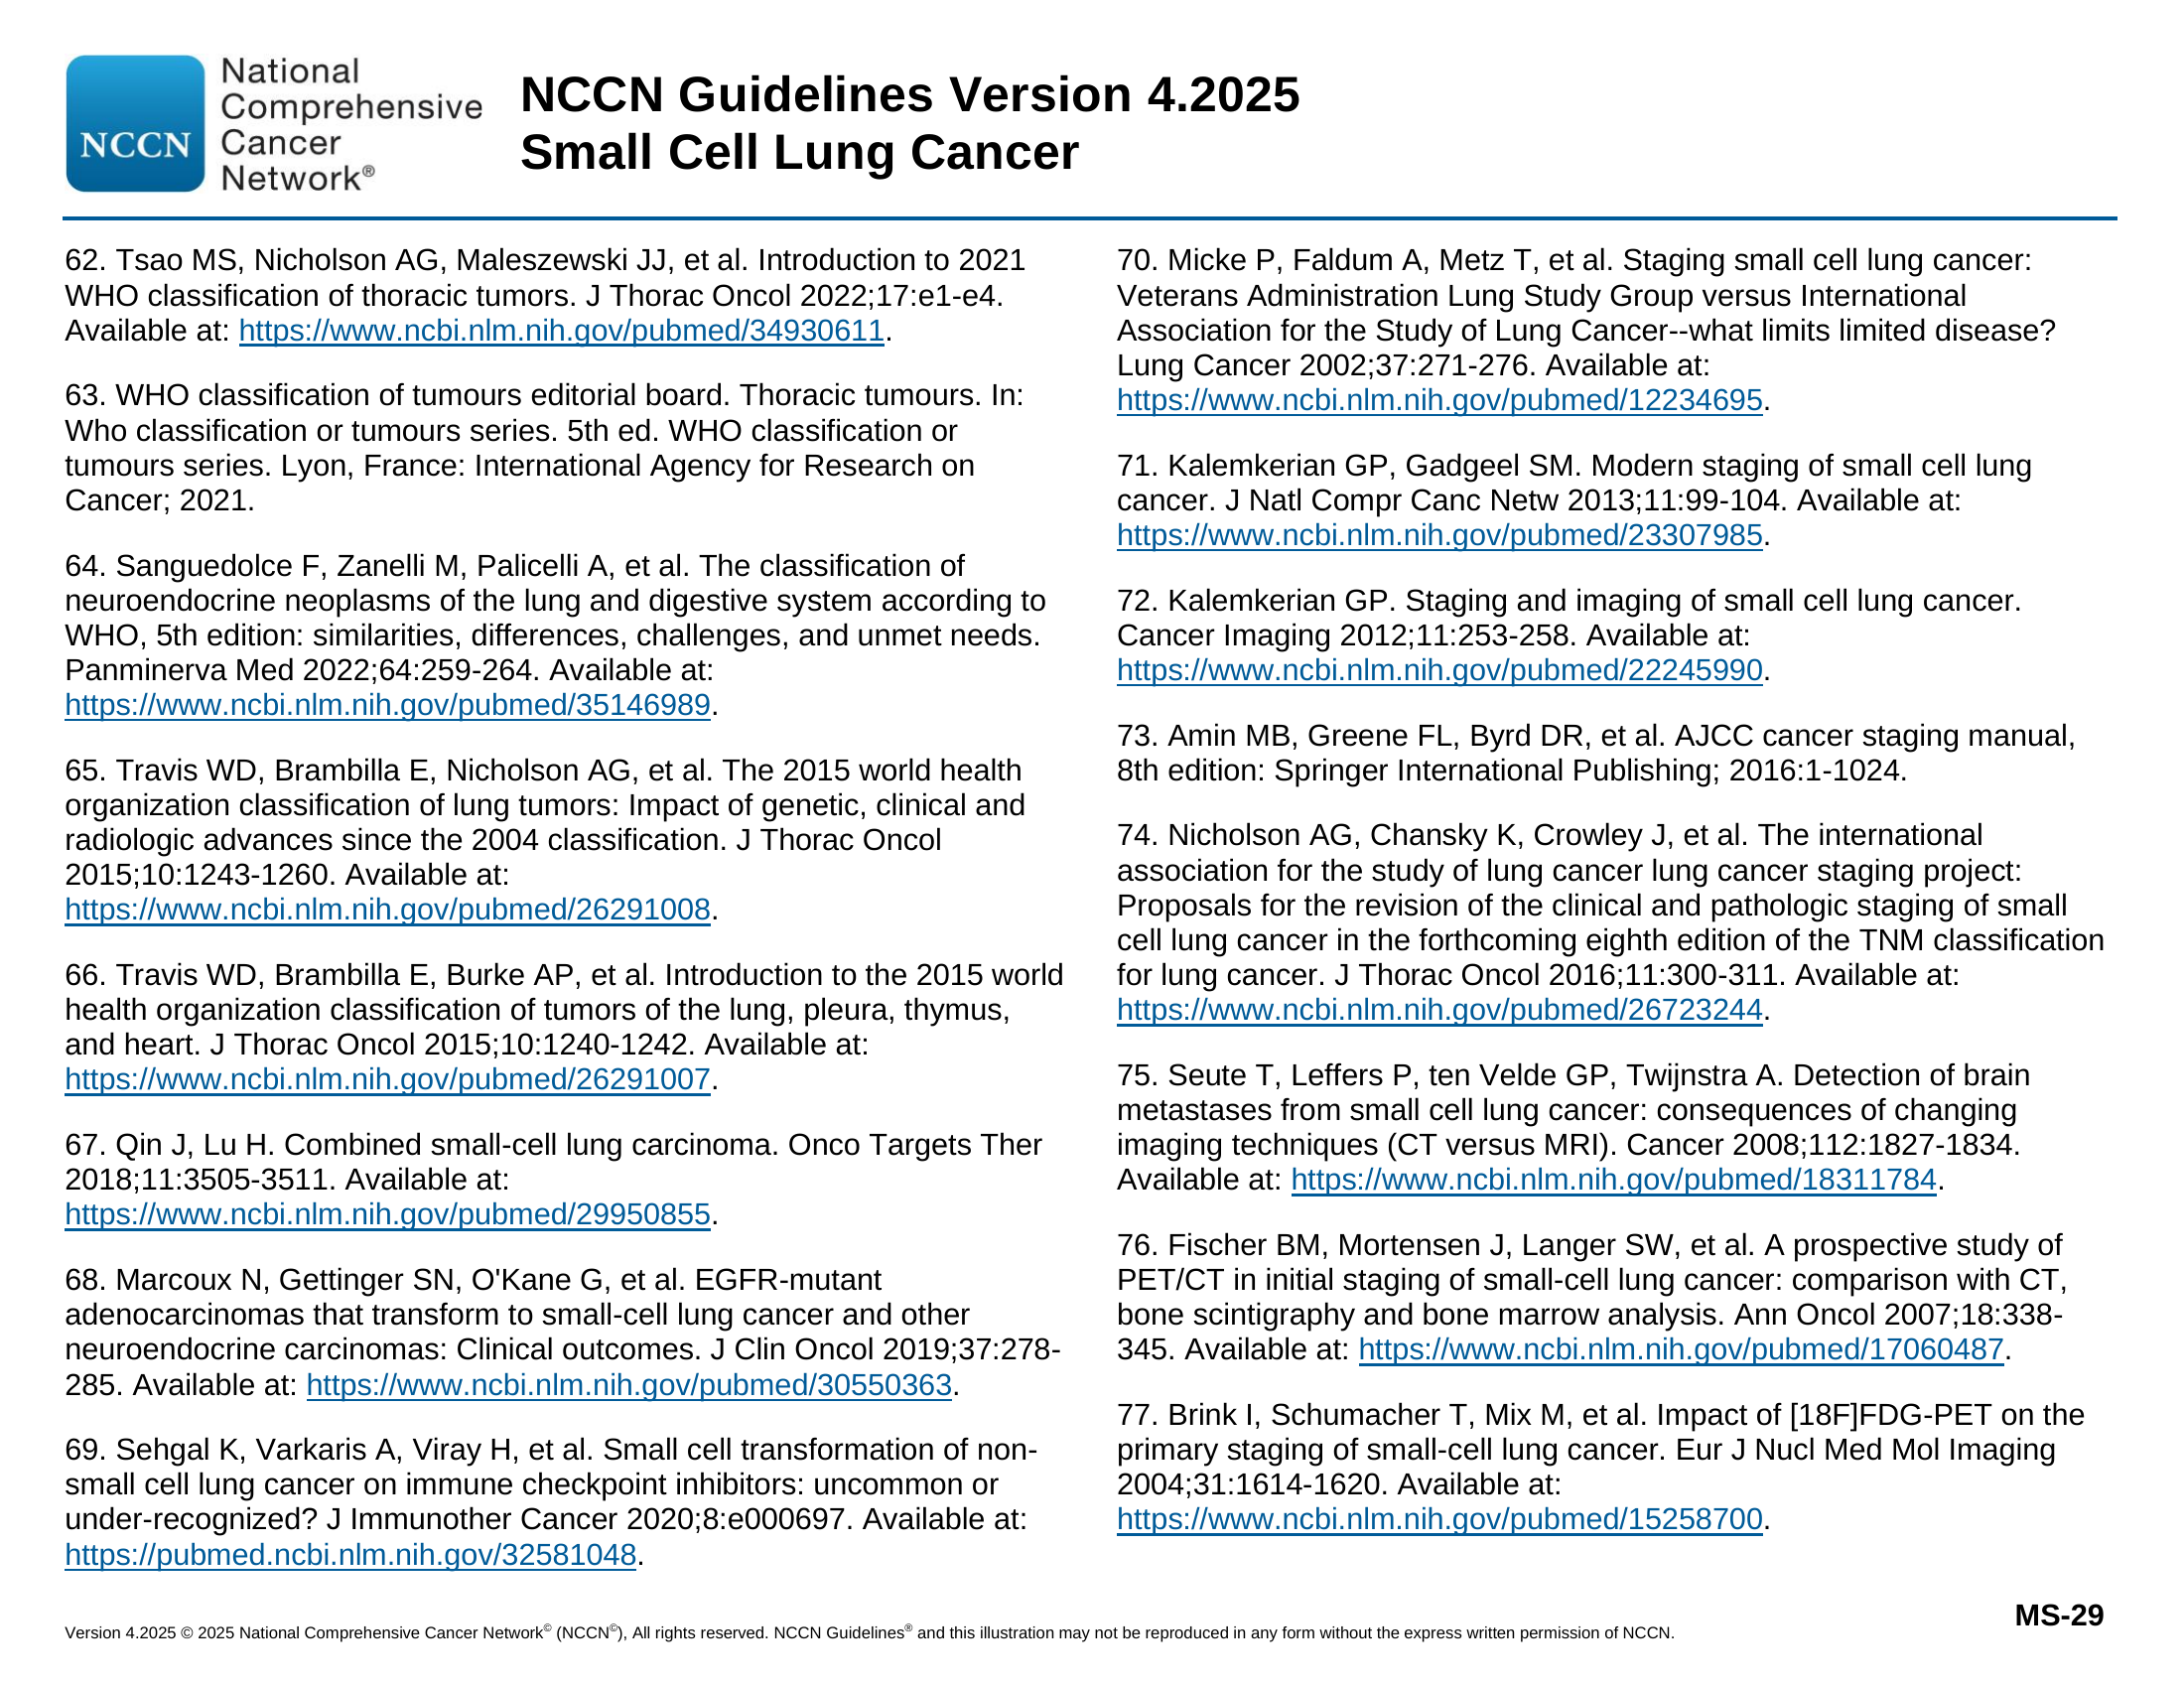 National
Comprehensive
Cancer
Network®
NCCN
NCCN Guidelines Version 4.2025
Small Cell Lung Cancer
62. Tsao MS, Nicholson AG, Maleszewski JJ, et al. Introduction to 2021
WHO classification of thoracic tumors. J Thorac Oncol 2022;17:e1-e4.
Available at: https://www.ncbi.nlm.nih.gov/pubmed/34930611.
63. WHO classification of tumours editorial board. Thoracic tumours. In:
Who classification or tumours series. 5th ed. WHO classification or
tumours series. Lyon, France: International Agency for Research on
Cancer; 2021.
64. Sanguedolce F, Zanelli M, Palicelli A, et al. The classification of
neuroendocrine neoplasms of the lung and digestive system according to
WHO, 5th edition: similarities, differences, challenges, and unmet needs.
Panminerva Med 2022;64:259-264. Available at:
https://www.ncbi.nlm.nih.gov/pubmed/35146989.
65. Travis WD, Brambilla E, Nicholson AG, et al. The 2015 world health
organization classification of lung tumors: Impact of genetic, clinical and
radiologic advances since the 2004 classification. J Thorac Oncol
2015;10:1243-1260. Available at:
https://www.ncbi.nlm.nih.gov/pubmed/26291008.
66. Travis WD, Brambilla E, Burke AP, et al. Introduction to the 2015 world
health organization classification of tumors of the lung, pleura, thymus,
and heart. J Thorac Oncol 2015;10:1240-1242. Available at:
https://www.ncbi.nlm.nih.gov/pubmed/26291007.
67. Qin J, Lu H. Combined small-cell lung carcinoma. Onco Targets Ther
2018;11:3505-3511. Available at:
https://www.ncbi.nlm.nih.gov/pubmed/29950855.
68. Marcoux N, Gettinger SN, O'Kane G, et al. EGFR-mutant
adenocarcinomas that transform to small-cell lung cancer and other
neuroendocrine carcinomas: Clinical outcomes. J Clin Oncol 2019;37:278-
285. Available at: https://www.ncbi.nlm.nih.gov/pubmed/30550363.
69. Sehgal K, Varkaris A, Viray H, et al. Small cell transformation of non-
small cell lung cancer on immune checkpoint inhibitors: uncommon or
under-recognized? J Immunother Cancer 2020;8:e000697. Available at:
https://pubmed.ncbi.nlm.nih.gov/32581048.
70. Micke P, Faldum A, Metz T, et al. Staging small cell lung cancer:
Veterans Administration Lung Study Group versus International
Association for the Study of Lung Cancer--what limits limited disease?
Lung Cancer 2002;37:271-276. Available at:
https://www.ncbi.nlm.nih.gov/pubmed/12234695.
71. Kalemkerian GP, Gadgeel SM. Modern staging of small cell lung
cancer. J Natl Compr Canc Netw 2013;11:99-104. Available at:
https://www.ncbi.nlm.nih.gov/pubmed/23307985.
72. Kalemkerian GP. Staging and imaging of small cell lung cancer.
Cancer Imaging 2012;11:253-258. Available at:
https://www.ncbi.nlm.nih.gov/pubmed/22245990.
73. Amin MB, Greene FL, Byrd DR, et al. AJCC cancer staging manual,
8th edition: Springer International Publishing; 2016:1-1024.
74. Nicholson AG, Chansky K, Crowley J, et al. The international
association for the study of lung cancer lung cancer staging project:
Proposals for the revision of the clinical and pathologic staging of small
cell lung cancer in the forthcoming eighth edition of the TNM classification
for lung cancer. J Thorac Oncol 2016;11:300-311. Available at:
https://www.ncbi.nlm.nih.gov/pubmed/26723244.
75. Seute T, Leffers P, ten Velde GP, Twijnstra A. Detection of brain
metastases from small cell lung cancer: consequences of changing
imaging techniques (CT versus MRI). Cancer 2008;112:1827-1834.
Available at: https://www.ncbi.nlm.nih.gov/pubmed/18311784.
76. Fischer BM, Mortensen J, Langer SW, et al. A prospective study of
PET/CT in initial staging of small-cell lung cancer: comparison with CT,
bone scintigraphy and bone marrow analysis. Ann Oncol 2007;18:338-
345. Available at: https://www.ncbi.nlm.nih.gov/pubmed/17060487.
77. Brink I, Schumacher T, Mix M, et al. Impact of [18F]FDG-PET on the
primary staging of small-cell lung cancer. Eur J Nucl Med Mol Imaging
2004;31:1614-1620. Available at:
https://www.ncbi.nlm.nih.gov/pubmed/15258700.
MS-29
Version 4.2025 © 2025 National Comprehensive Cancer Network© (NCCN©), All rights reserved. NCCN Guidelines® and this illustration may not be reproduced in any form without the express written permission of NCCN.